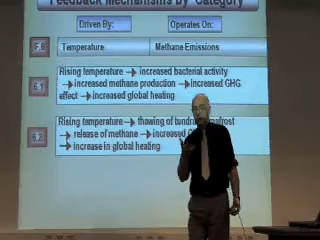 Feedback Mechanisms by Category
Driven By: Operates On:
F.6 Temperature Methane Emissions
6.1 Rising temperature → increased bacterial activity
→ increased methane production → increased GHG
effect → increased global heating
6.2 Rising temperature → thawing of tundra
→ release of methane → increased
→ increase in global heating